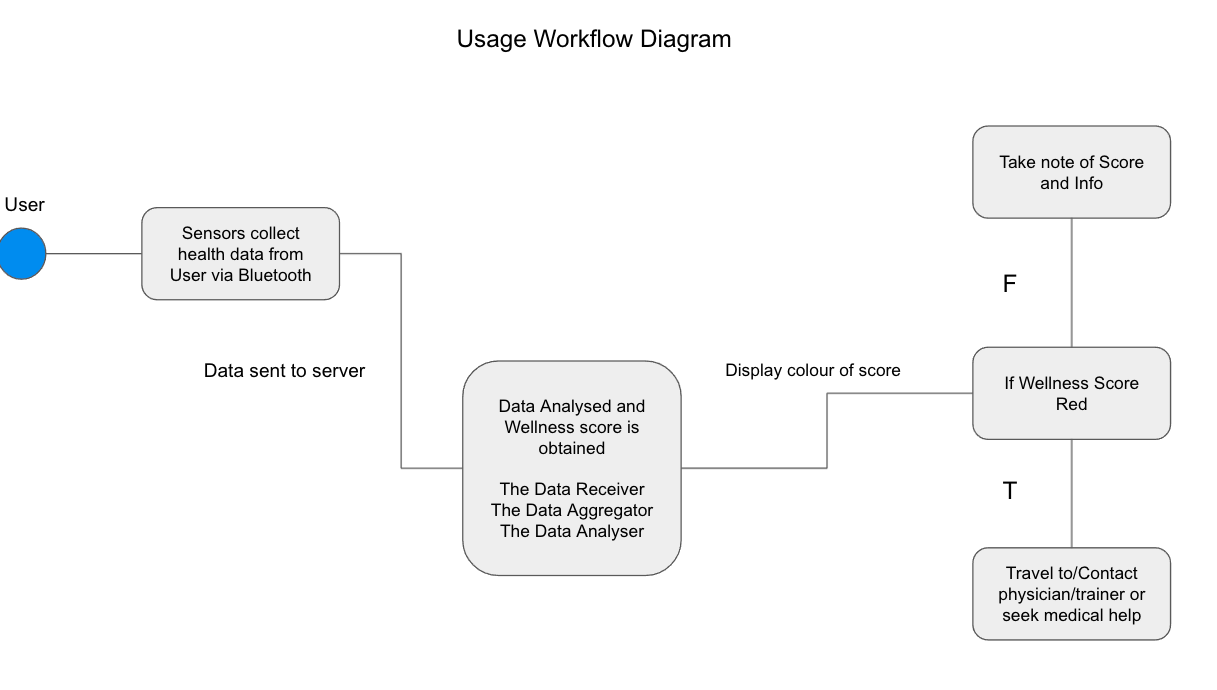 Usage Workflow Diagram
User
Sensors collect
health data from
User via Bluetooth
Data sent to server
Data Analysed and
Wellness score is
obtained
The Data Receiver
The Data Aggregator
The Data Analyser
Display colour of score
Take note of Score
and Info
F
If Wellness Score
Red
T
Travel to/Contact
physician/trainer or
seek medical help